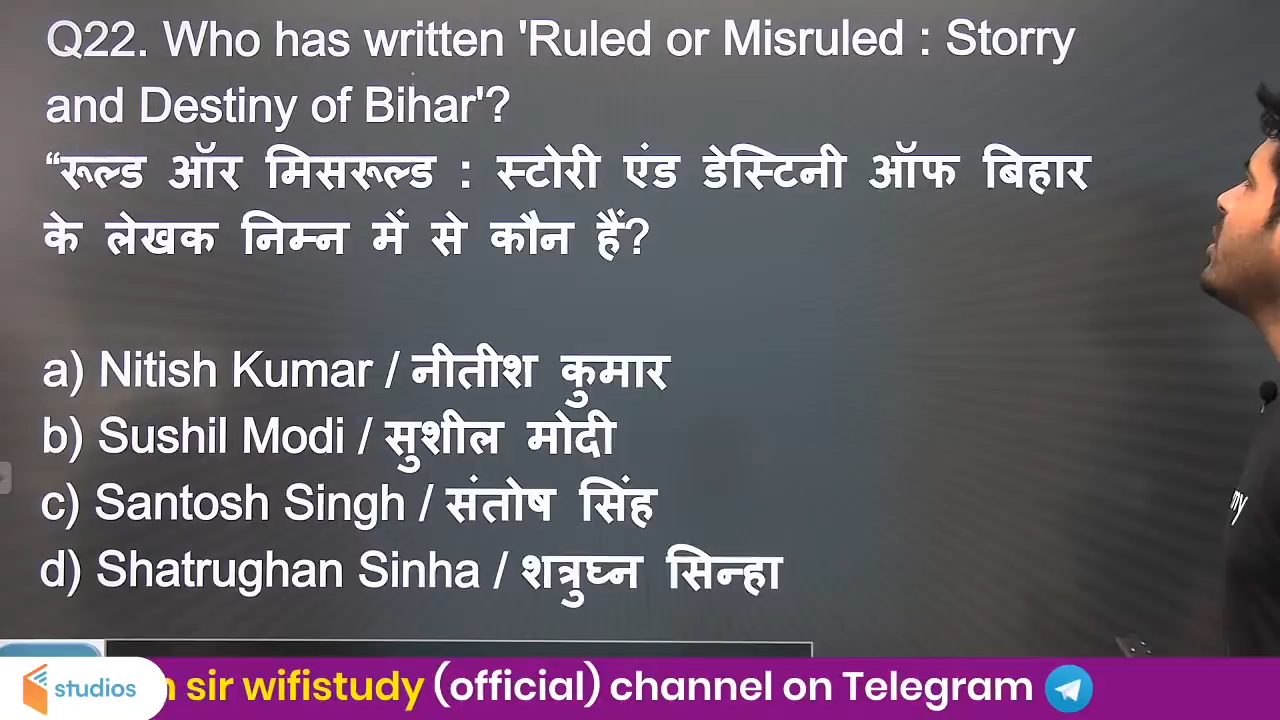 Q22. Who has written 'Ruled or Misruled : Storry
and Destiny of Bihar'?
“रूल्ड ऑर मिसरूल्ड : स्टोरी एंड डेस्टिनी ऑफ बिहार
के लेखक निम्न में से कौन हैं?
a) Nitish Kumar / नीतीश कुमार
b) Sushil Modi / सुशील मोदी
c) Santosh Singh / संतोष सिंह
d) Shatrughan Sinha / शत्रुघ्न सिन्हा
studios
sir wifistudy (official) channel on Telegram